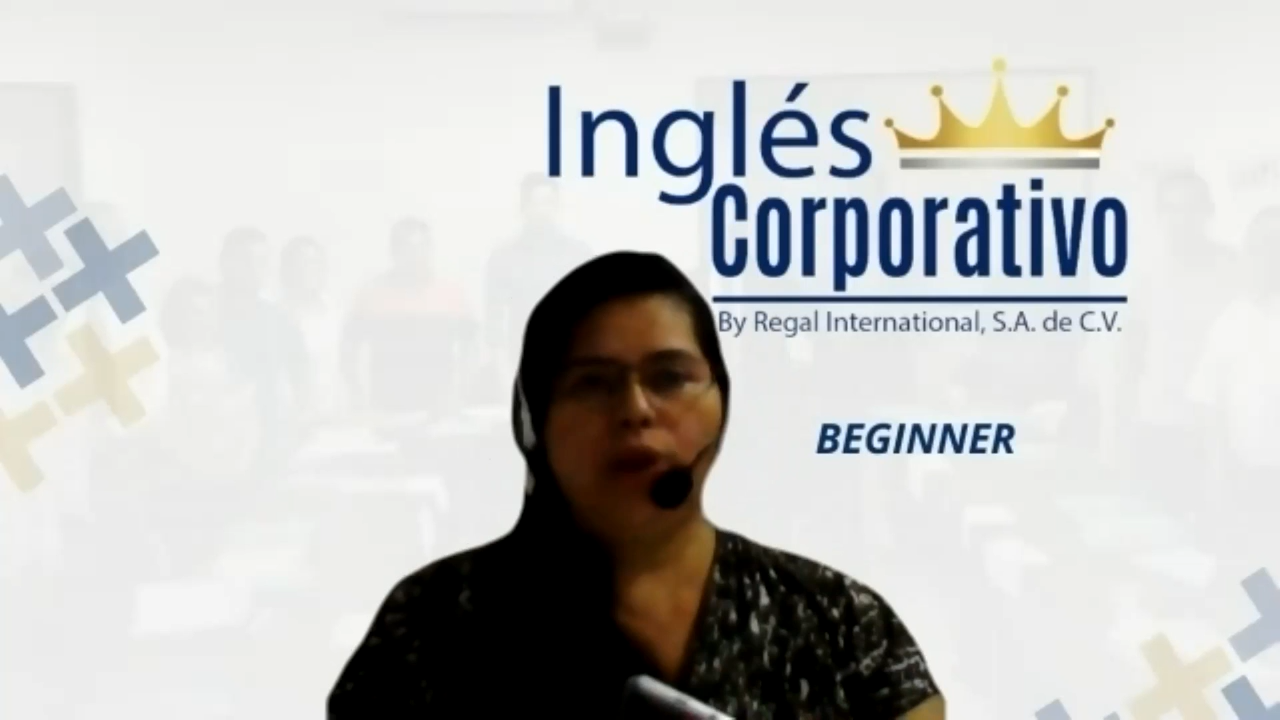 Inglés
Corporativo
By Regal International, S.A. de C.V.
BEGINNER